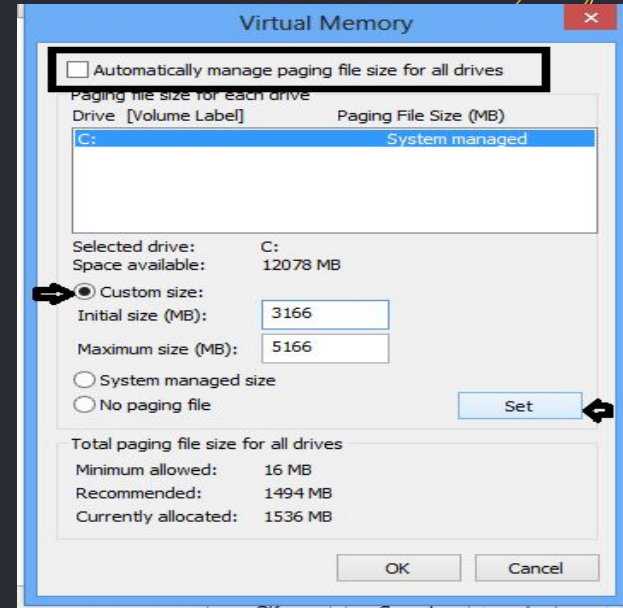 Virtual Memory
Automatically manage paging file size for all drives
Paging file size for each drive
Drive [Volume Label] Paging File Size (MB)
C: System managed
Selected drive: C:
Space available: 12078 MB
Custom size:
Initial size (MB): 3166
Maximum size (MB): 5166
System managed size
No paging file Set
Total paging file size for all drives
Minimum allowed: 16 MB
Recommended: 1494 MB
Currently allocated: 1536 MB
OK Cancel